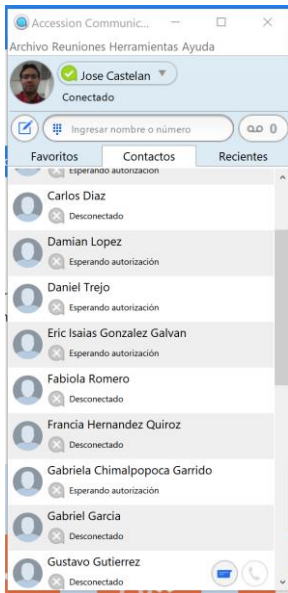 Accession Communic...
Archivo Reuniones Herramientas Ayuda
Jose Castelan
Conectado
Ingresar nombre o número
0
Favoritos Contactos Recientes
Esperando autorización
Carlos Diaz
Desconectado
Damian Lopez
Esperando autorización
Daniel Trejo
Esperando autorización
Eric Isaias Gonzalez Galvan
Esperando autorización
Fabiola Romero
Desconectado
Francia Hernandez Quiroz
Desconectado
Gabriela Chimalpopoca Garrido
Esperando autorización
Gabriel Garcia
Desconectado
Gustavo Gutierrez
Desconectado